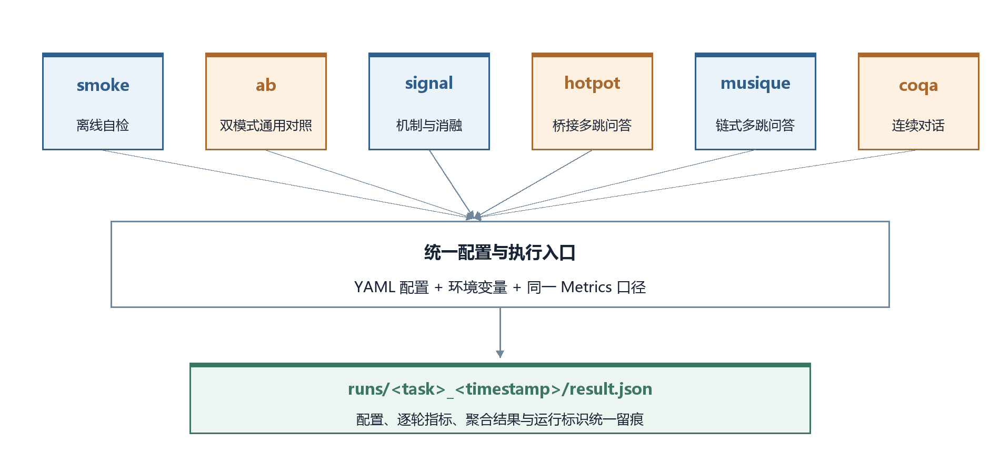 smoke
离线自检
ab
双模式通用对照
signal
机制与消融
hotpot
桥接多跳问答
musique
链式多跳问答
coqa
连续对话
统一配置与执行入口
YAML 配置 + 环境变量 + 同一 Metrics 口径
runs/<task>_<timestamp>/result.json
配置、逐轮指标、聚合结果与运行标识统一留痕